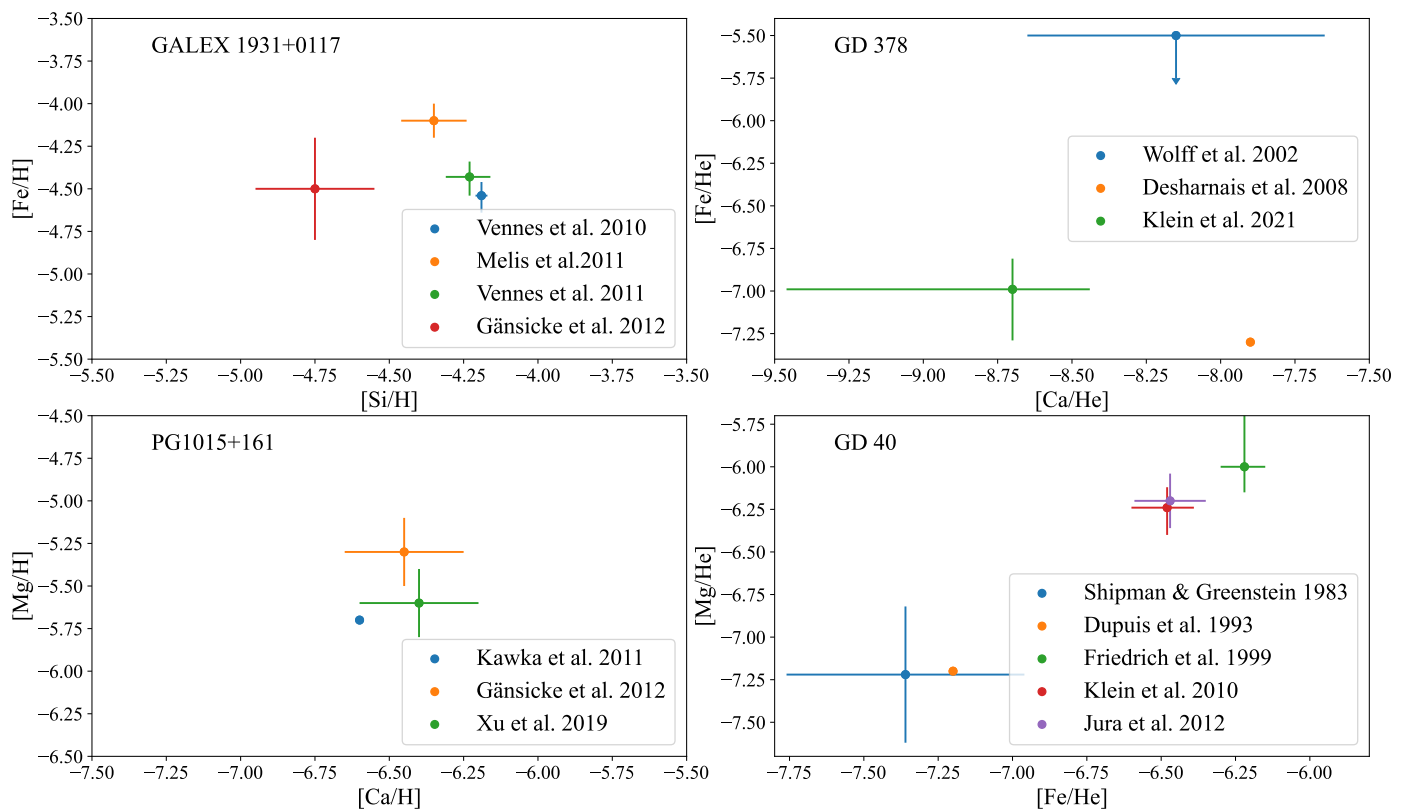 GALEX 1931+0117
−3.50
−3.75
−4.00
−4.25
−4.50
−4.75
−5.00
−5.25
−5.50
[Fe/H]
Vennes et al. 2010
Melis et al.2011
Vennes et al. 2011
Gänsicke et al. 2012
−5.50 −5.25 −5.00 −4.75 −4.50 −4.25 −4.00 −3.75 −3.50
[Si/H]
GD 378
−5.50
−5.75
−6.00
−6.25
−6.50
−6.75
−7.00
−7.25
[Fe/He]
Wolff et al. 2002
Desharnais et al. 2008
Klein et al. 2021
−9.50 −9.25 −9.00 −8.75 −8.50 −8.25 −8.00 −7.75 −7.50
[Ca/He]
PG1015+161
−4.50
−4.75
−5.00
−5.25
−5.50
−5.75
−6.00
−6.25
−6.50
[Mg/H]
Kawka et al. 2011
Gänsicke et al. 2012
Xu et al. 2019
−7.50 −7.25 −7.00 −6.75 −6.50 −6.25 −6.00 −5.75 −5.50
[Ca/H]
GD 40
−5.75
−6.00
−6.25
−6.50
−6.75
−7.00
−7.25
−7.50
[Mg/He]
Shipman & Greenstein 1983
Dupuis et al. 1993
Friedrich et al. 1999
Klein et al. 2010
Jura et al. 2012
−7.75 −7.50 −7.25 −7.00 −6.75 −6.50 −6.25 −6.00
[Fe/He]